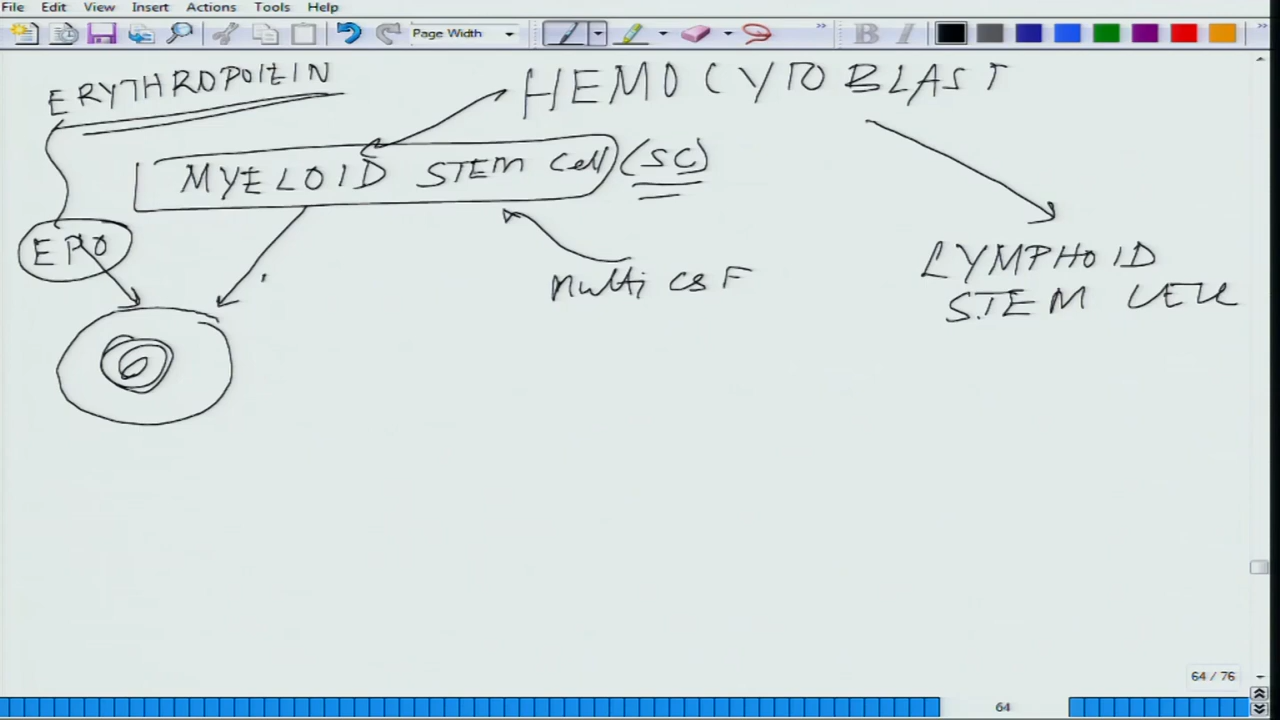 File Edit View Insert Actions Tools Help
Page Width
B I
ERYTHROPOIZIN
HEMOCYTOBLAST
MYELOID STEM Cell (SC)
EPO
LYMPHOID
STEM CELL
Multi CSF
64 / 76
64